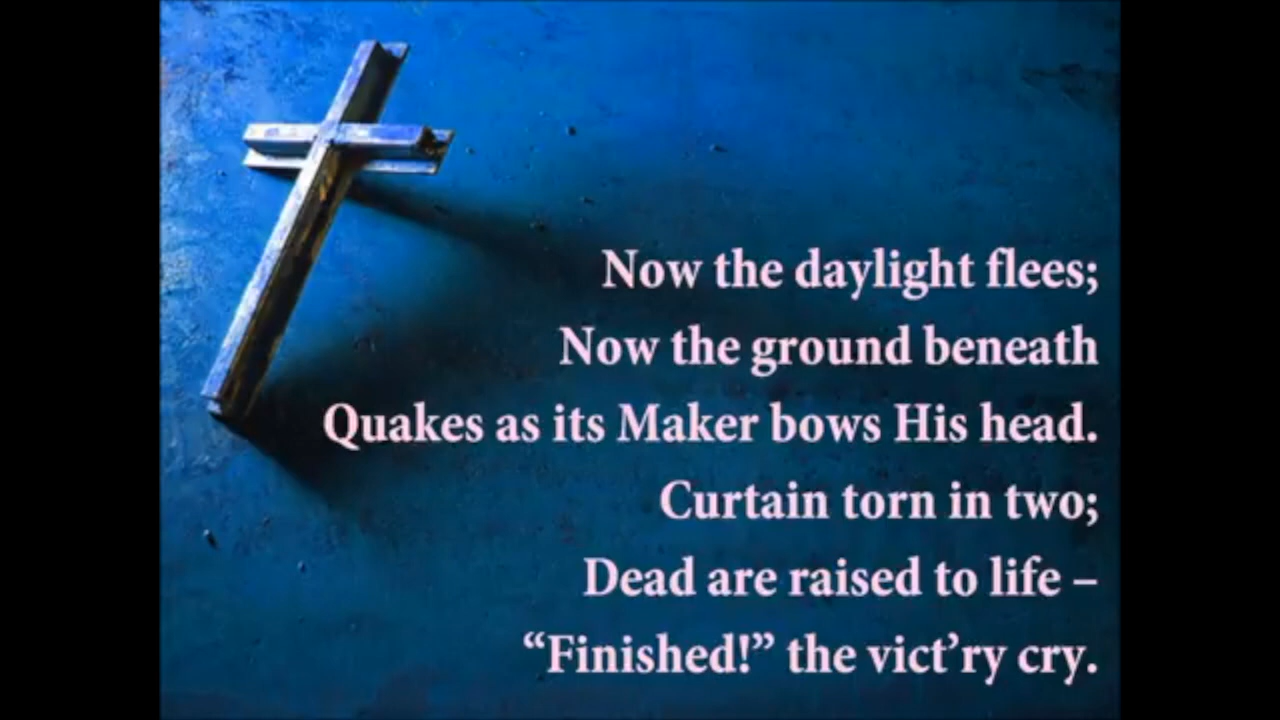 Now the daylight flees;
Now the ground beneath
Quakes as its Maker bows His head.
Curtain torn in two;
Dead are raised to life –
“Finished!” the vict’ry cry.